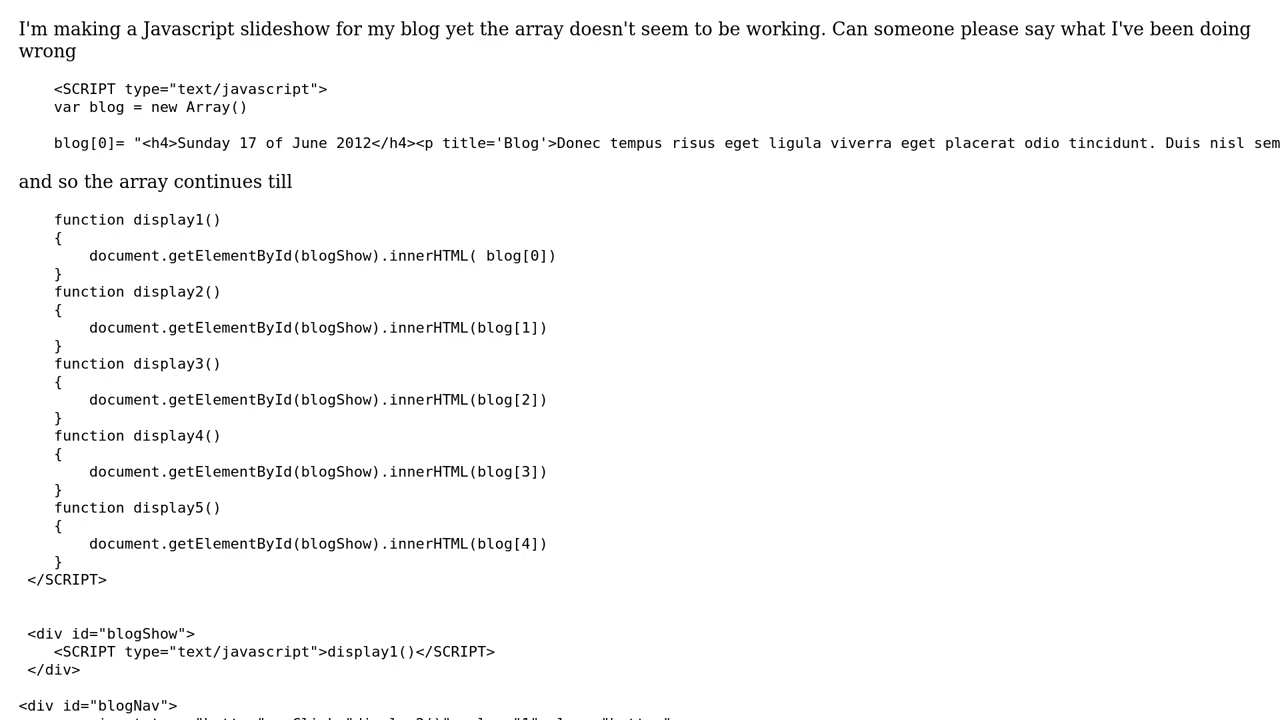 I'm making a Javascript slideshow for my blog yet the array doesn't seem to be working. Can someone please say what I've been doing
wrong
<SCRIPT type="text/javascript">
var blog = new Array()
blog[0]= "<h4>Sunday 17 of June 2012</h4><p title='Blog'>Donec tempus risus eget ligula viverra eget placerat odio tincidunt. Duis nisl sem
and so the array continues till
function display1()
{
document.getElementById(blogShow).innerHTML( blog[0])
}
function display2()
{
document.getElementById(blogShow).innerHTML(blog[1])
}
function display3()
{
document.getElementById(blogShow).innerHTML(blog[2])
}
function display4()
{
document.getElementById(blogShow).innerHTML(blog[3])
}
function display5()
{
document.getElementById(blogShow).innerHTML(blog[4])
}
</SCRIPT>
<div id="blogShow">
<SCRIPT type="text/javascript">display1()</SCRIPT>
</div>
<div id="blogNav">